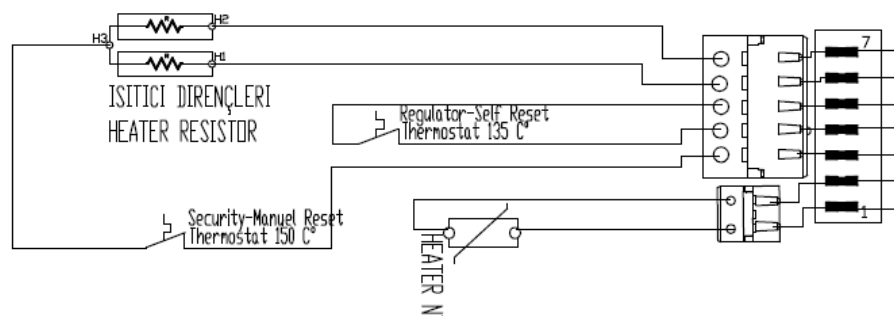 H2
H3
H1
ISITICI DIRENÇLERI
HEATER RESISTOR
7
Regulator-Self Reset
Thermostat 135 C°
Security-Manuel Reset
Thermostat 150 C°
1
HEATER N